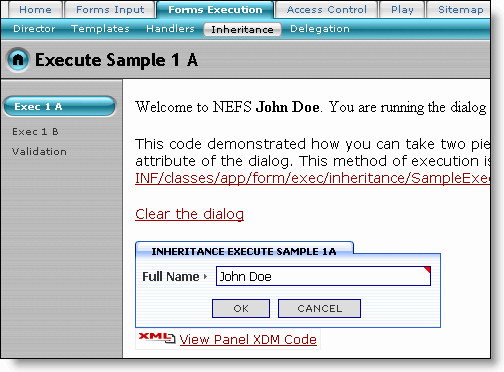 Home Forms Input Forms Execution Access Control Play Sitemap
Director Templates Handlers Inheritance Delegation
Execute Sample 1 A
Exec 1 A
Exec 1 B
Validation
Welcome to NEFS John Doe. You are running the dialog
This code demonstrated how you can take two pie
attribute of the dialog. This method of execution is
INF/classes/app/form/exec/inheritance/SampleExec
Clear the dialog
INHERITANCE EXECUTE SAMPLE 1A
Full Name John Doe
OK CANCEL
XML View Panel XDM Code